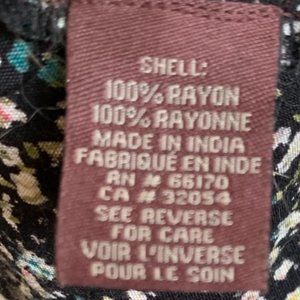 SHELL:
100% RAYON
100% RAYONNE
MADE IN INDIA
FABRIQUÉ EN INDE
RN # 66170
CA # 32054
SEE REVERSE
FOR CARE
VOIR L'INVERSE
POUR LE SOIN